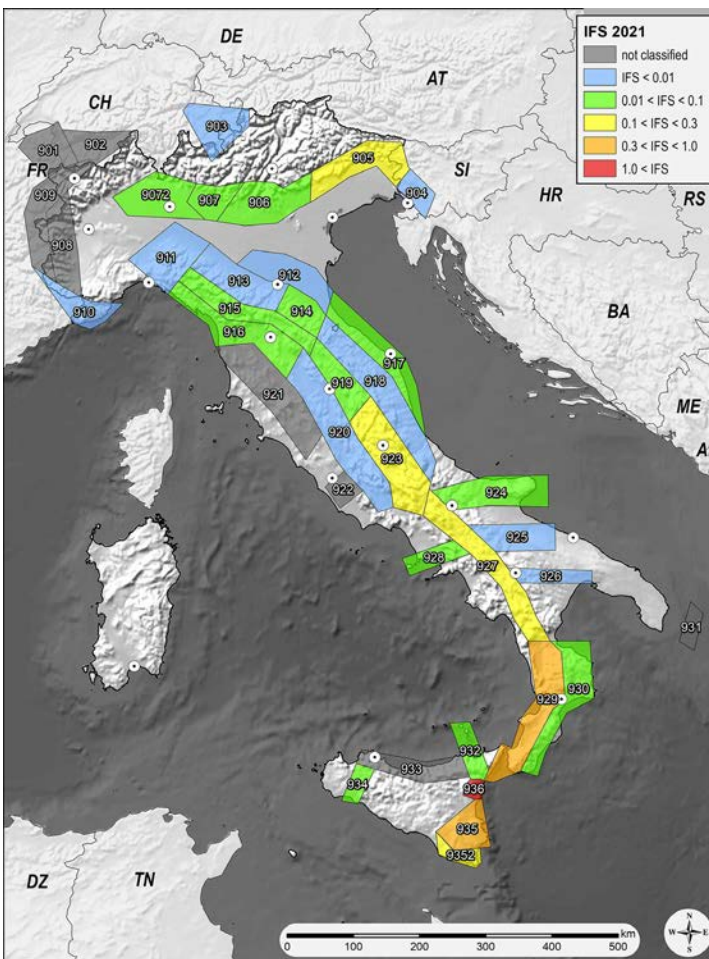 IFS 2021
not classified
IFS < 0.01
0.01 < IFS < 0.1
0.1 < IFS < 0.3
0.3 < IFS < 1.0
1.0 < IFS
DE
AT
CH
FR
SI
HR
RS
BA
ME
A
DZ
TN
901
902
903
904
905
9072
907
906
909
908
910
911
912
913
914
915
916
917
918
919
920
921
922
923
924
925
926
927
928
929
930
931
932
933
934
935
936
9352
km
0 100 200 300 400 500
N
W E
S